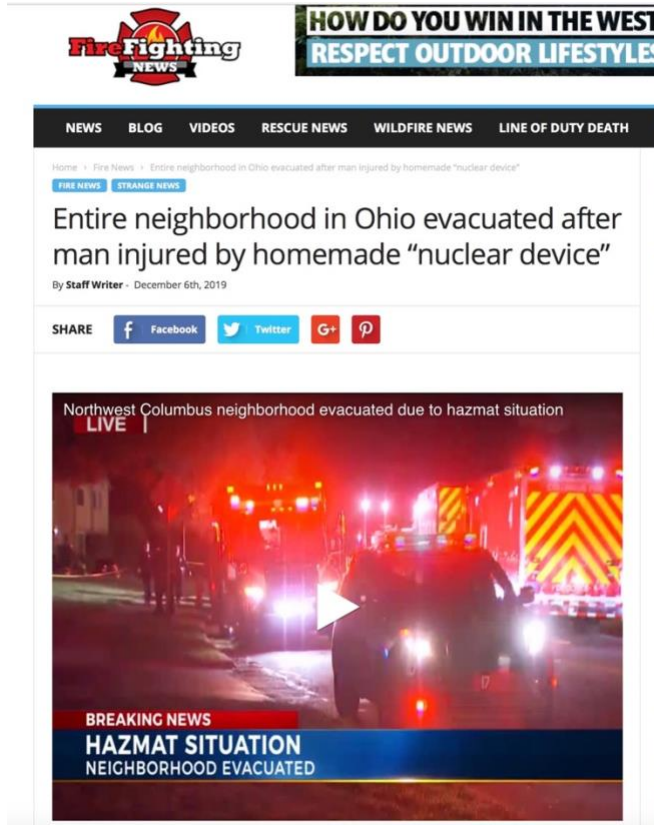 FireFighting
NEWS
HOW DO YOU WIN IN THE WEST
RESPECT OUTDOOR LIFESTYLES
NEWS BLOG VIDEOS RESCUE NEWS WILDFIRE NEWS LINE OF DUTY DEATH
Home › Fire News › Entire neighborhood in Ohio evacuated after man injured by homemade "nuclear device"
FIRE NEWS STRANGE NEWS
Entire neighborhood in Ohio evacuated after
man injured by homemade “nuclear device”
By Staff Writer - December 6th, 2019
SHARE Facebook Twitter G+
Northwest Columbus neighborhood evacuated due to hazmat situation
LIVE
BREAKING NEWS
HAZMAT SITUATION
NEIGHBORHOOD EVACUATED